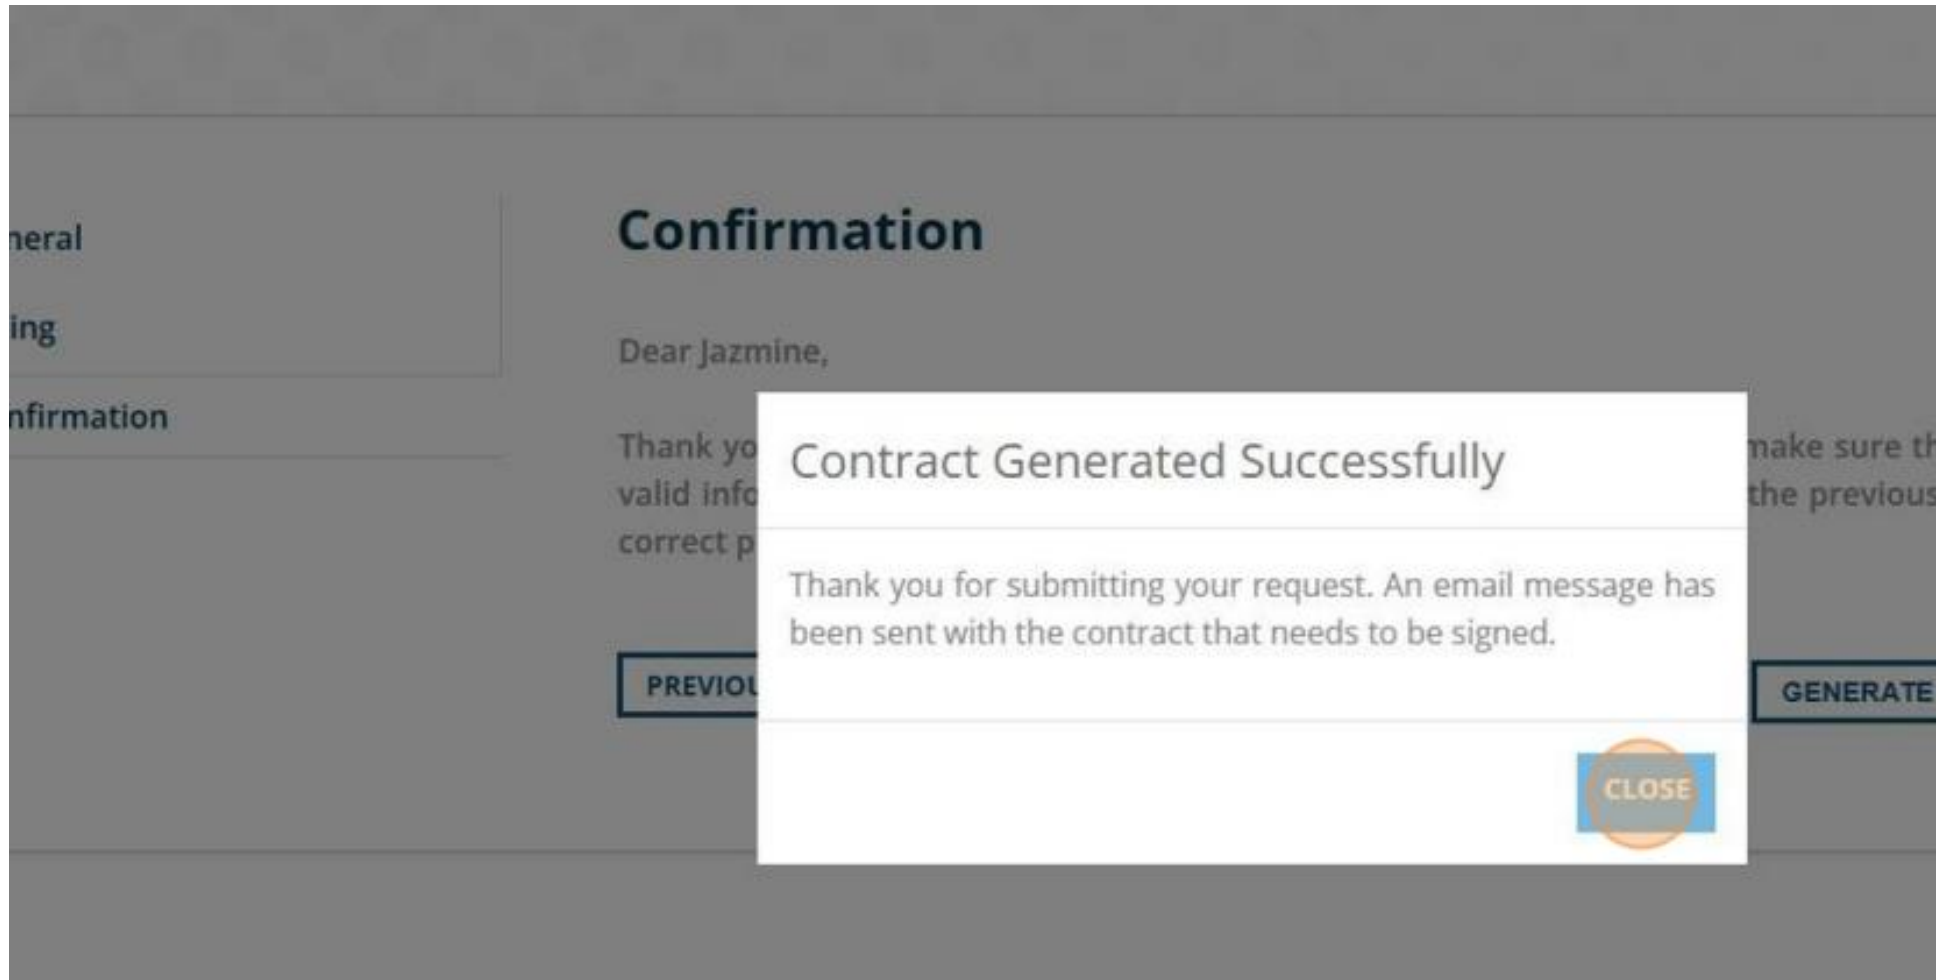 neral
ing
nfirmation
Confirmation
Dear Jazmine,
Thank yo
valid info
correct p
make sure th
the previous
PREVIOU
GENERATE
Contract Generated Successfully
Thank you for submitting your request. An email message has
been sent with the contract that needs to be signed.
CLOSE